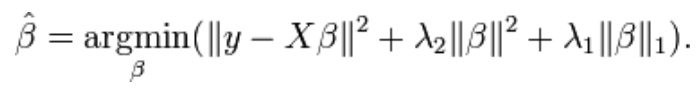 β̂ = argmin(‖y − Xβ‖² + λ₂‖β‖² + λ₁‖β‖₁).
β